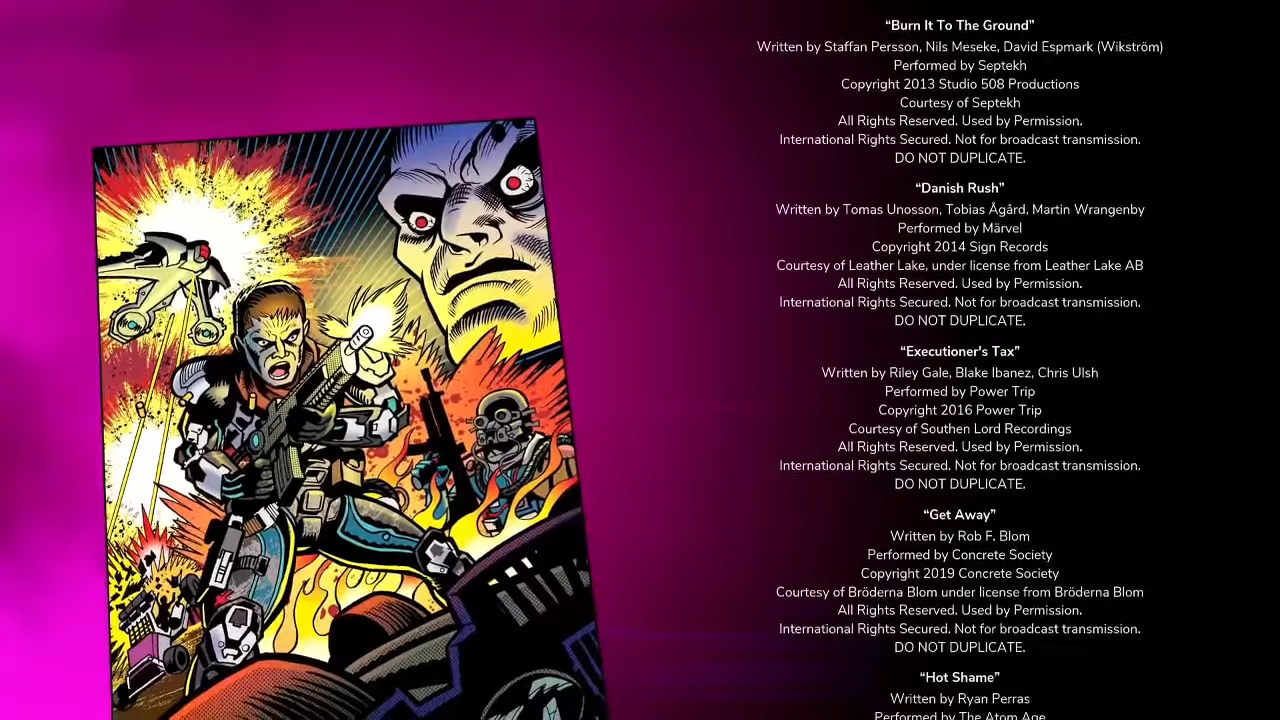 “Burn It To The Ground”
Written by Staffan Persson, Nils Meseke, David Espmark (Wikström)
Performed by Septekh
Copyright 2013 Studio 508 Productions
Courtesy of Septekh
All Rights Reserved. Used by Permission.
International Rights Secured. Not for broadcast transmission.
DO NOT DUPLICATE.
“Danish Rush”
Written by Tomas Unosson, Tobias Ågård, Martin Wrangenby
Performed by Märvel
Copyright 2014 Sign Records
Courtesy of Leather Lake, under license from Leather Lake AB
All Rights Reserved. Used by Permission.
International Rights Secured. Not for broadcast transmission.
DO NOT DUPLICATE.
“Executioner's Tax”
Written by Riley Gale, Blake Ibanez, Chris Ulsh
Performed by Power Trip
Copyright 2016 Power Trip
Courtesy of Southen Lord Recordings
All Rights Reserved. Used by Permission.
International Rights Secured. Not for broadcast transmission.
DO NOT DUPLICATE.
“Get Away”
Written by Rob F. Blom
Performed by Concrete Society
Copyright 2019 Concrete Society
Courtesy of Bröderna Blom under license from Bröderna Blom
All Rights Reserved. Used by Permission.
International Rights Secured. Not for broadcast transmission.
DO NOT DUPLICATE.
“Hot Shame”
Written by Ryan Perras
Performed by The Atom Age